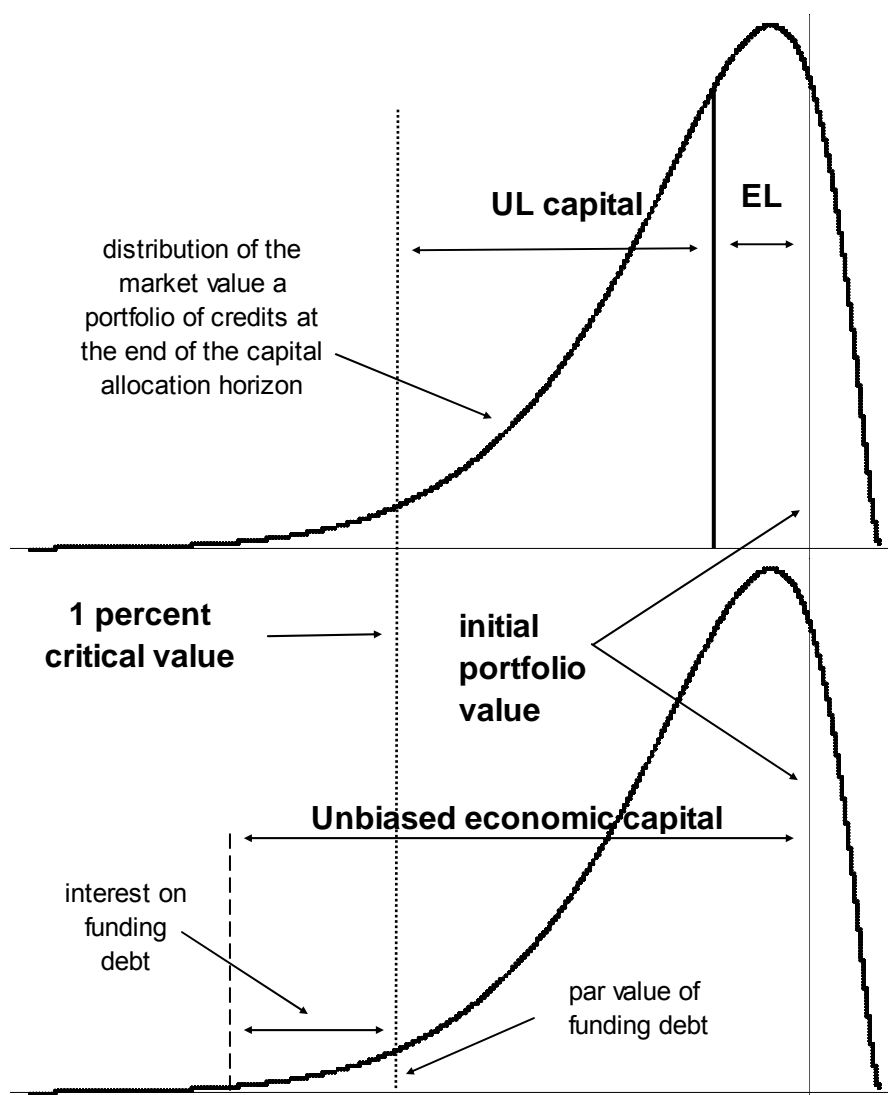 UL capital
EL
distribution of the
market value a
portfolio of credits at
the end of the capital
allocation horizon
1 percent
critical value
initial
portfolio
value
Unbiased economic capital
interest on
funding
debt
par value of
funding debt